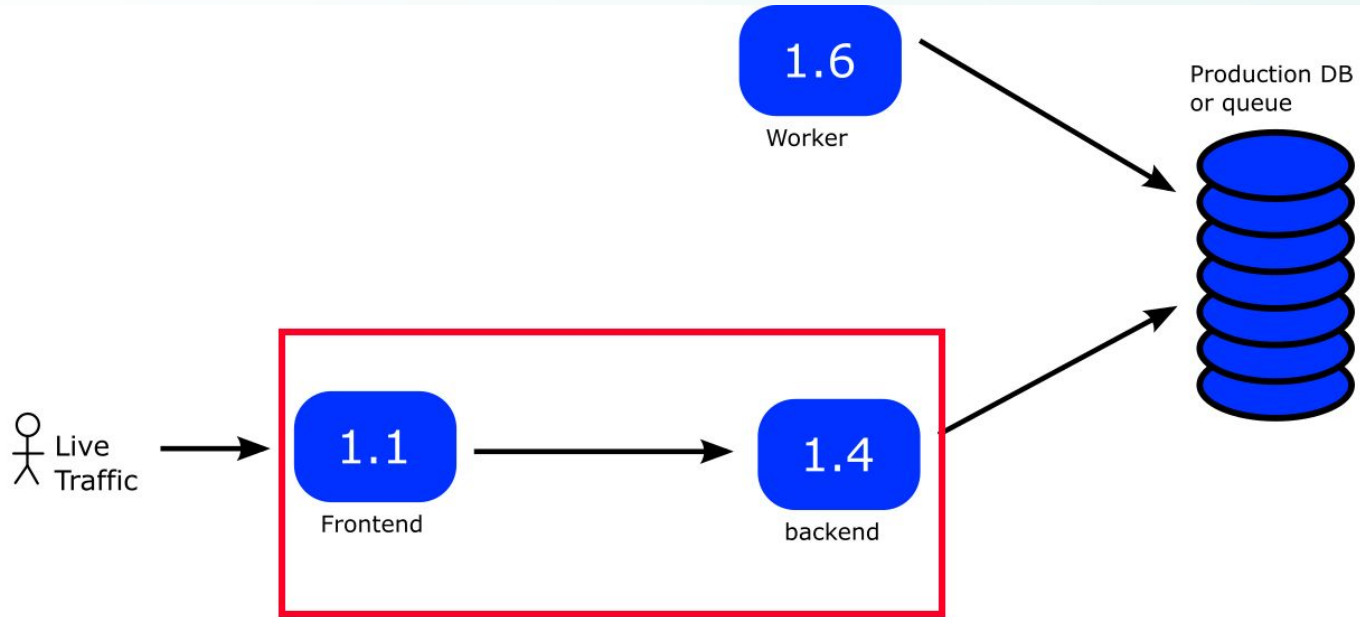 1.6
Worker
Production DB
or queue
Live
Traffic
1.1
Frontend
1.4
backend